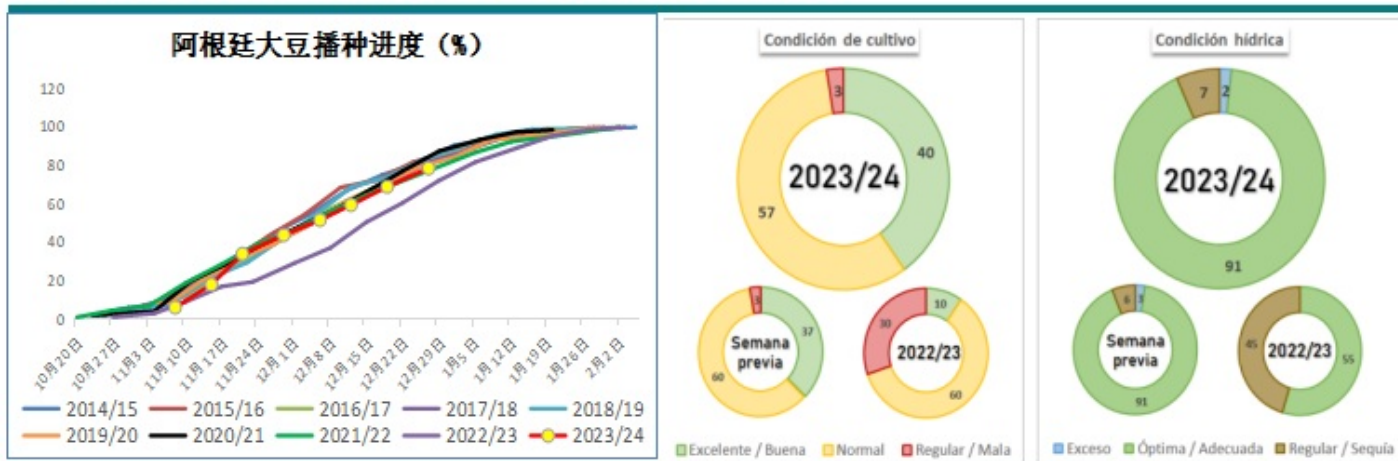 阿根廷大豆播种进度（%）
120
100
80
60
40
20
0
10月20日
10月27日
11月3日
11月10日
11月17日
11月24日
12月1日
12月8日
12月15日
12月22日
12月29日
1月5日
1月12日
1月19日
1月26日
2月2日
2014/15 2015/16 2016/17 2017/18 2018/19
2019/20 2020/21 2021/22 2022/23 2023/24
Condición de cultivo
3
40
57
2023/24
3
37
60
Semana
previa
10
30
60
2022/23
Excelente / Buena Normal Regular / Mala
Condición hídrica
7
2
91
2023/24
6
3
91
Semana
previa
45
55
2022/23
Exceso Óptima / Adecuada Regular / Sequía